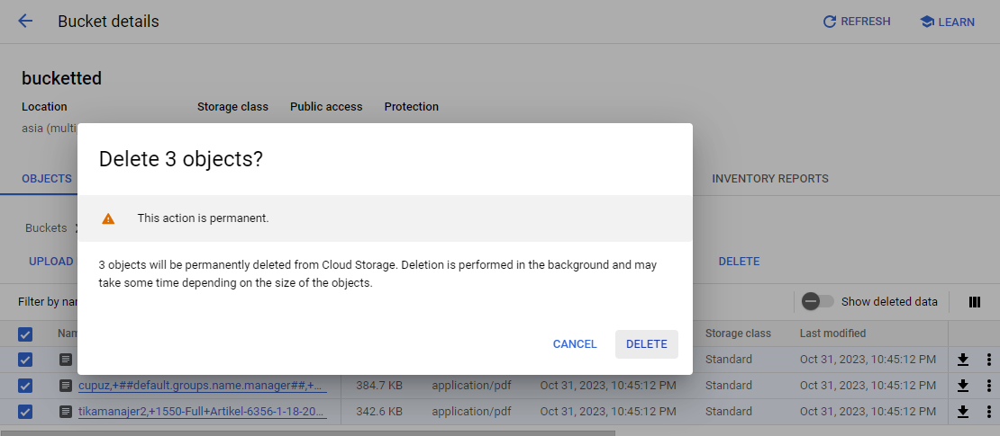 Bucket details
REFRESH
LEARN
bucketted
Location Storage class Public access Protection
asia (multi
Delete 3 objects?
OBJECTS INVENTORY REPORTS
This action is permanent.
Buckets
3 objects will be permanently deleted from Cloud Storage. Deletion is performed in the background and may
take some time depending on the size of the objects.
UPLOAD DELETE
Filter by nam Show deleted data
CANCEL DELETE
Nam Storage class Last modified
Standard Oct 31, 2023, 10:45:12 PM
cupuz,+##default.groups.name.manager##,+... 384.7 KB application/pdf Oct 31, 2023, 10:45:12 PM Standard Oct 31, 2023, 10:45:12 PM
tikamanajer2,+1550-Full+Artikel-6356-1-18-20... 342.6 KB application/pdf Oct 31, 2023, 10:45:12 PM Standard Oct 31, 2023, 10:45:12 PM